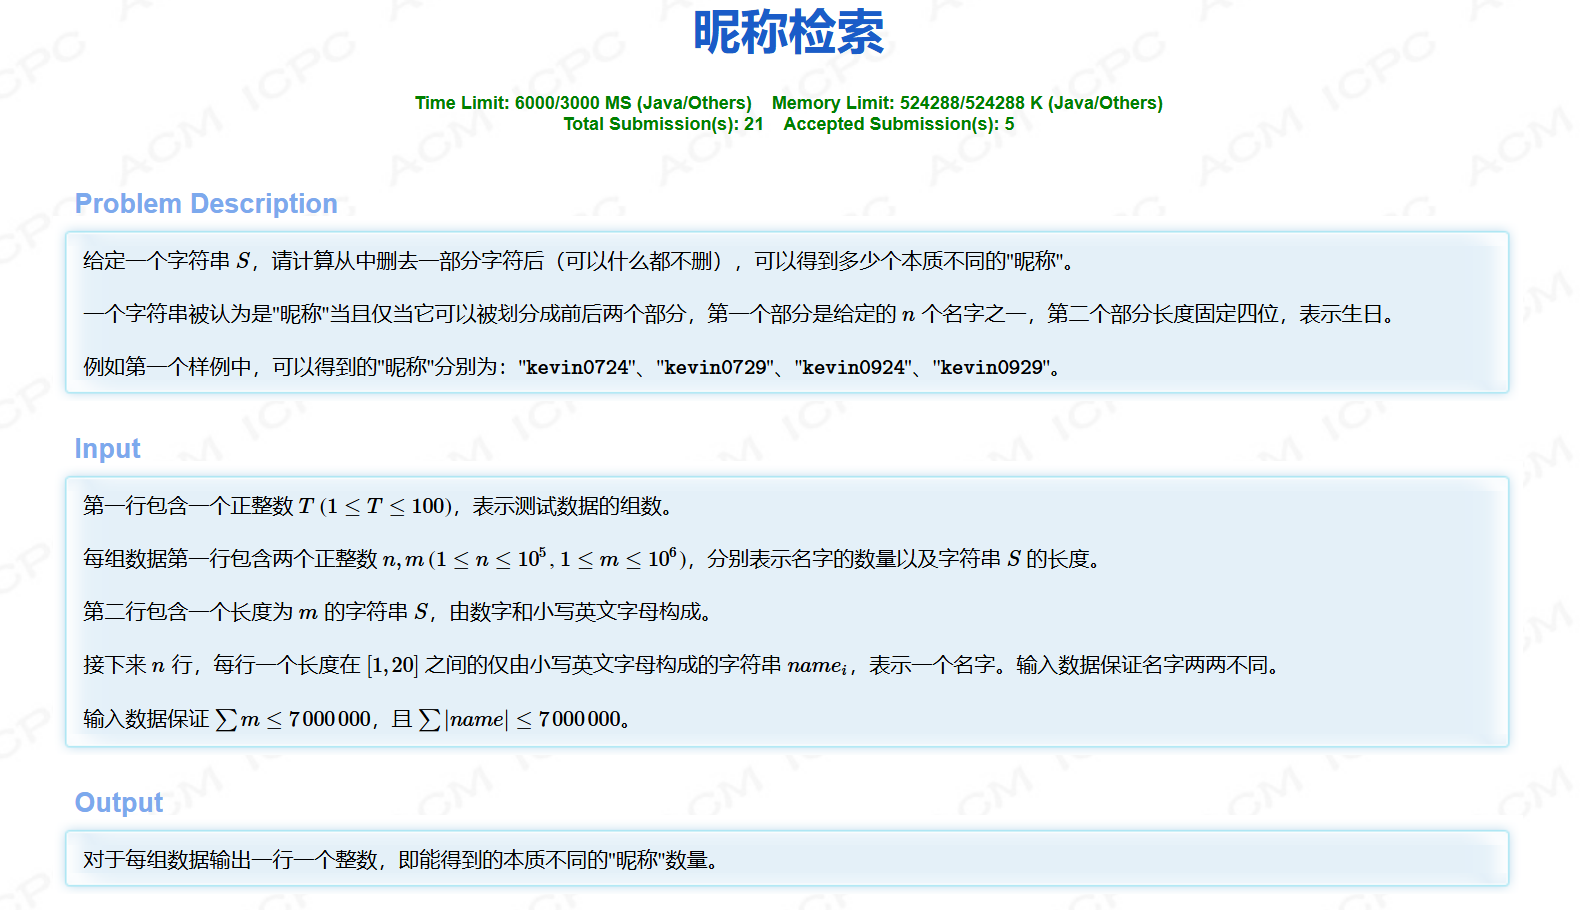 昵称检索
Time Limit: 6000/3000 MS (Java/Others)    Memory Limit: 524288/524288 K (Java/Others)
Total Submission(s): 21    Accepted Submission(s): 5
Problem Description
给定一个字符串 S，请计算从中删去一部分字符后（可以什么都不删），可以得到多少个本质不同的"昵称"。
一个字符串被认为是"昵称"当且仅当它可以被划分成前后两个部分，第一个部分是给定的 n 个名字之一，第二个部分长度固定四位，表示生日。
例如第一个样例中，可以得到的"昵称"分别为："kevin0724"、"kevin0729"、"kevin0924"、"kevin0929"。
Input
第一行包含一个正整数 T (1 ≤ T ≤ 100)，表示测试数据的组数。
每组数据第一行包含两个正整数 n, m (1 ≤ n ≤ 10^5, 1 ≤ m ≤ 10^6)，分别表示名字的数量以及字符串 S 的长度。
第二行包含一个长度为 m 的字符串 S，由数字和小写英文字母构成。
接下来 n 行，每行一个长度在 [1, 20] 之间的仅由小写英文字母构成的字符串 name_i，表示一个名字。输入数据保证名字两两不同。
输入数据保证 ∑ m ≤ 7 000 000，且 ∑ |name| ≤ 7 000 000。
Output
对于每组数据输出一行一个整数，即能得到的本质不同的"昵称"数量。
ACM ICPC